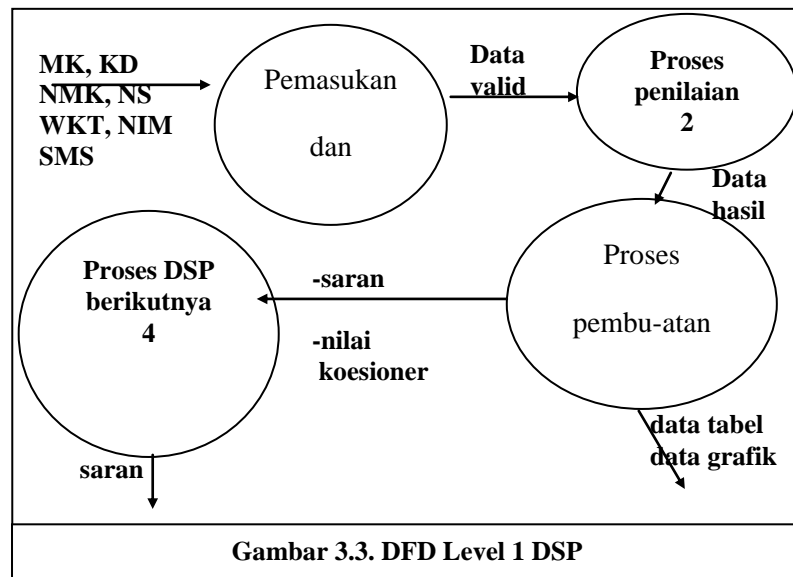 MK, KD
NMK, NS
WKT, NIM
SMS
Pemasukan
dan
Data
valid
Proses
penilaian
2
Data
hasil
Proses
pembu-atan
-saran
-nilai
koesioner
Proses DSP
berikutnya
4
saran
data tabel
data grafik
Gambar 3.3. DFD Level 1 DSP